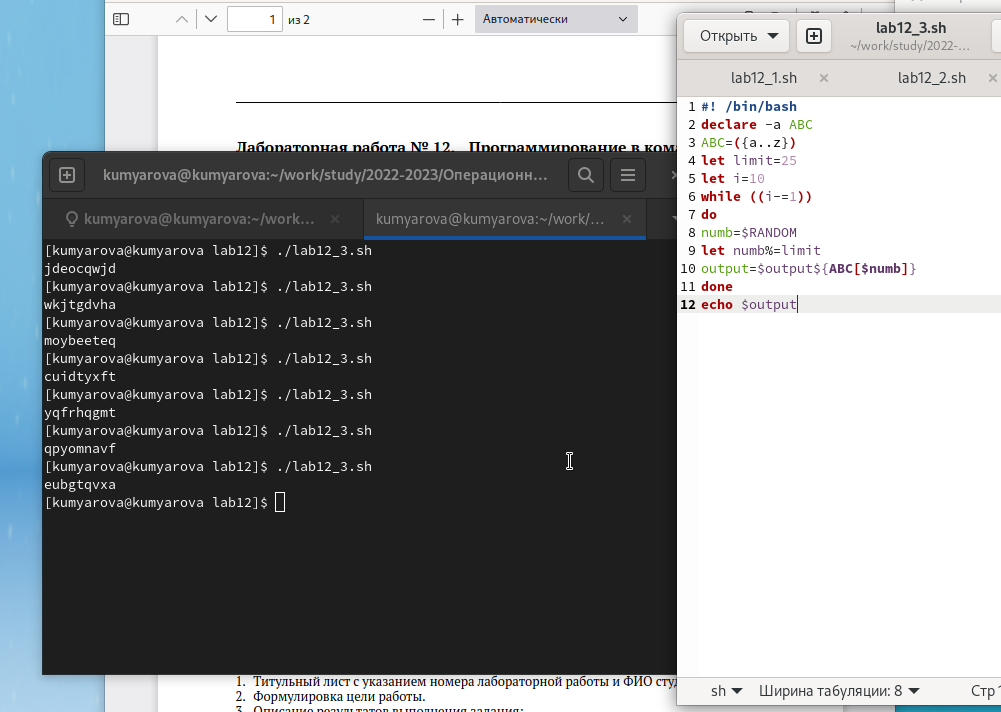 1 из 2
Автоматически
Лабораторная работа № 12. Программирование в
kumyarova@kumyarova:~/work/study/2022-2023/Операционн...
kumyarova@kumyarova:~/work...
kumyarova@kumyarova:~/work/...
[kumyarova@kumyarova lab12]$ ./lab12_3.sh
jdeocqwjd
[kumyarova@kumyarova lab12]$ ./lab12_3.sh
wkjtgdvha
[kumyarova@kumyarova lab12]$ ./lab12_3.sh
moybeeteq
[kumyarova@kumyarova lab12]$ ./lab12_3.sh
cuidtyxft
[kumyarova@kumyarova lab12]$ ./lab12_3.sh
yqfrhqgmt
[kumyarova@kumyarova lab12]$ ./lab12_3.sh
qpyomnavf
[kumyarova@kumyarova lab12]$ ./lab12_3.sh
eubgtqvxa
[kumyarova@kumyarova lab12]$
1. Титульный лист с указанием номера лабораторной работы и ФИО
2. Формулировка цели работы.
3. Описание результатов выполнения задания:
Открыть
lab12_3.sh
~/work/study/2022-...
lab12_1.sh
lab12_2.sh
1 #! /bin/bash
2 declare -a ABC
3 ABC=({a..z})
4 let limit=25
5 let i=10
6 while ((i-=1))
7 do
8 numb=$RANDOM
9 let numb%=limit
10 output=$output${ABC[$numb]}
11 done
12 echo $output
sh
Ширина табуляции: 8
Стр